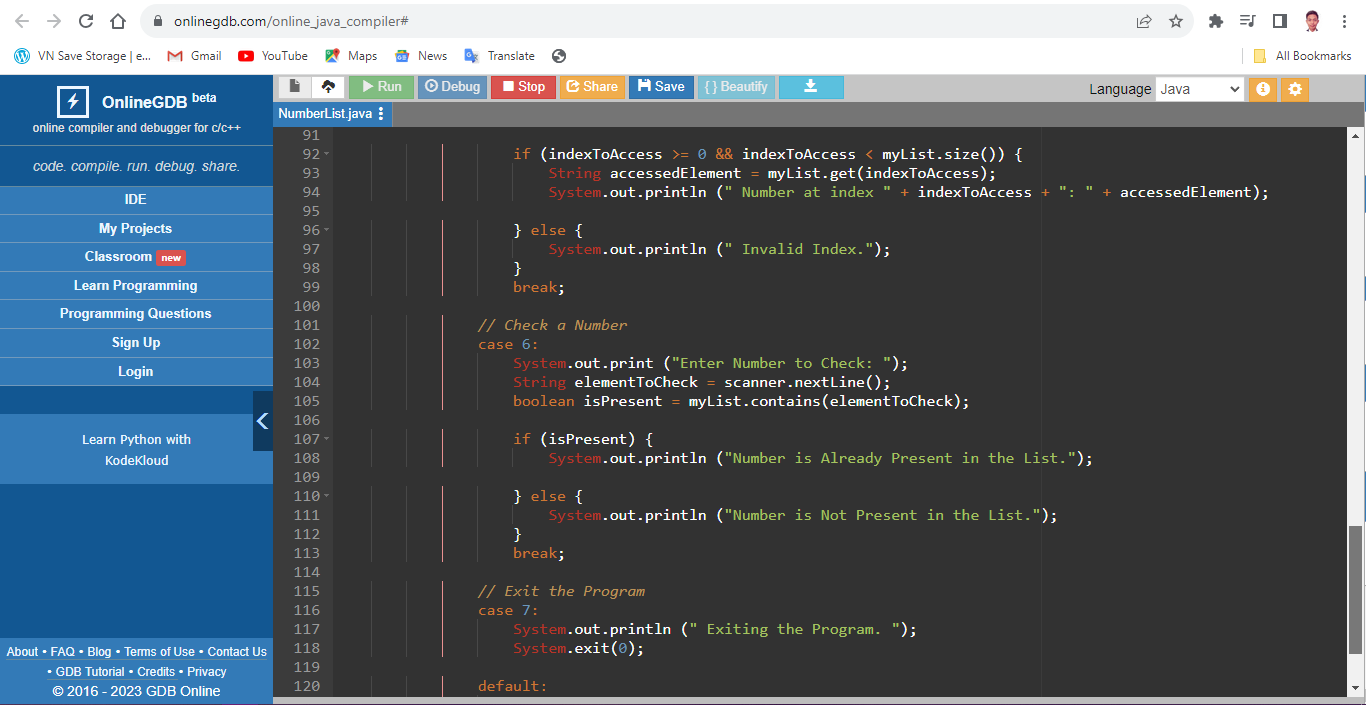 onlinegdb.com/online_java_compiler#
VN Save Storage | e... Gmail YouTube Maps News Translate All Bookmarks
OnlineGDB beta
online compiler and debugger for c/c++
code. compile. run. debug. share.
IDE
My Projects
Classroom new
Learn Programming
Programming Questions
Sign Up
Login
Learn Python with
KodeKloud
About • FAQ • Blog • Terms of Use • Contact Us
• GDB Tutorial • Credits • Privacy
© 2016 - 2023 GDB Online
Run Debug Stop Share Save { } Beautify Language Java
NumberList.java
91
92 if (indexToAccess >= 0 && indexToAccess < myList.size()) {
93 String accessedElement = myList.get(indexToAccess);
94 System.out.println (" Number at index " + indexToAccess + ": " + accessedElement);
95
96 } else {
97 System.out.println (" Invalid Index.");
98 }
99 break;
100
101 // Check a Number
102 case 6:
103 System.out.print ("Enter Number to Check: ");
104 String elementToCheck = scanner.nextLine();
105 boolean isPresent = myList.contains(elementToCheck);
106
107 if (isPresent) {
108 System.out.println ("Number is Already Present in the List.");
109
110 } else {
111 System.out.println ("Number is Not Present in the List.");
112 }
113 break;
114
115 // Exit the Program
116 case 7:
117 System.out.println (" Exiting the Program. ");
118 System.exit(0);
119
120 default: